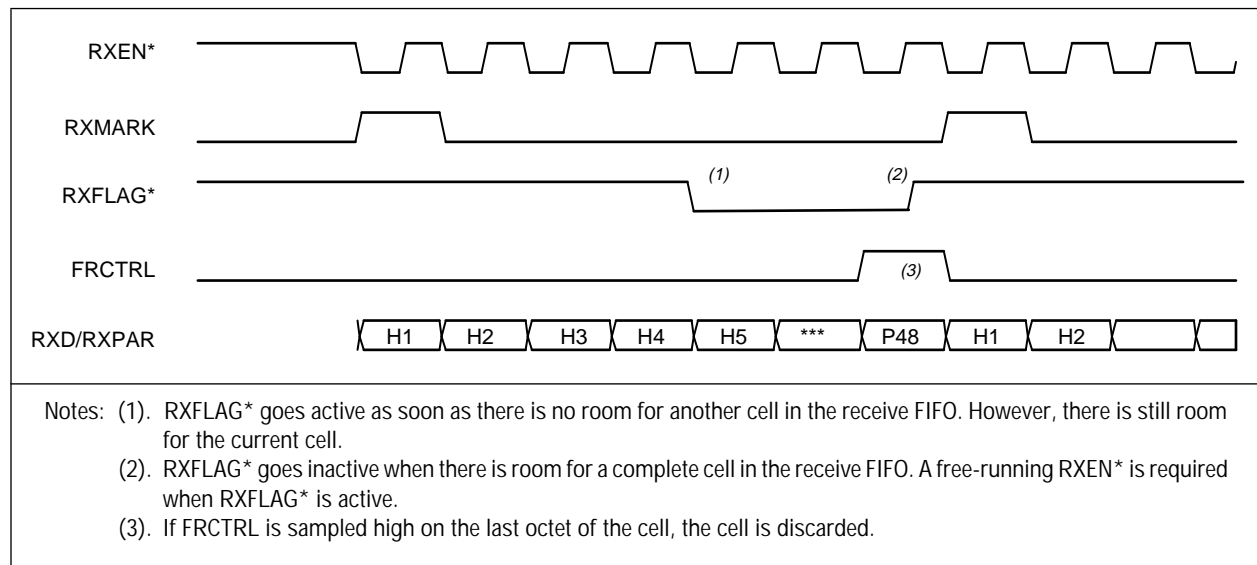 RXEN*
RXMARK
RXFLAG*
(1)
(2)
FRCTRL
(3)
RXD/RXPAR
H1 H2 H3 H4 H5 *** P48 H1 H2
Notes: (1). RXFLAG* goes active as soon as there is no room for another cell in the receive FIFO. However, there is still room
for the current cell.
(2). RXFLAG* goes inactive when there is room for a complete cell in the receive FIFO. A free-running RXEN* is required
when RXFLAG* is active.
(3). If FRCTRL is sampled high on the last octet of the cell, the cell is discarded.